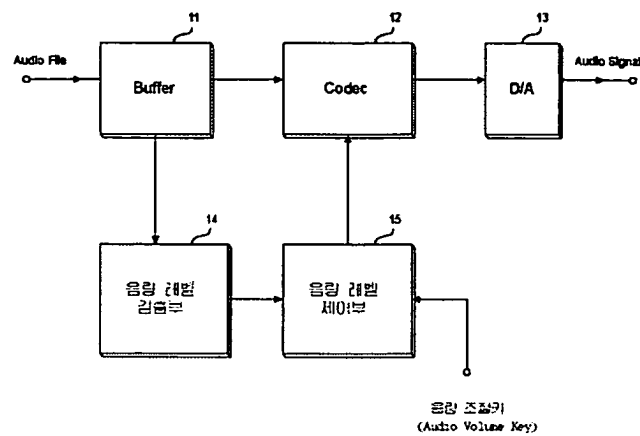 11
12
13
Audio File
Buffer
Codec
D/A
Audio Signal
14
15
음량 레벨
검출부
음량 레벨
제어부
음량 조절키
(Audio Volume Key)